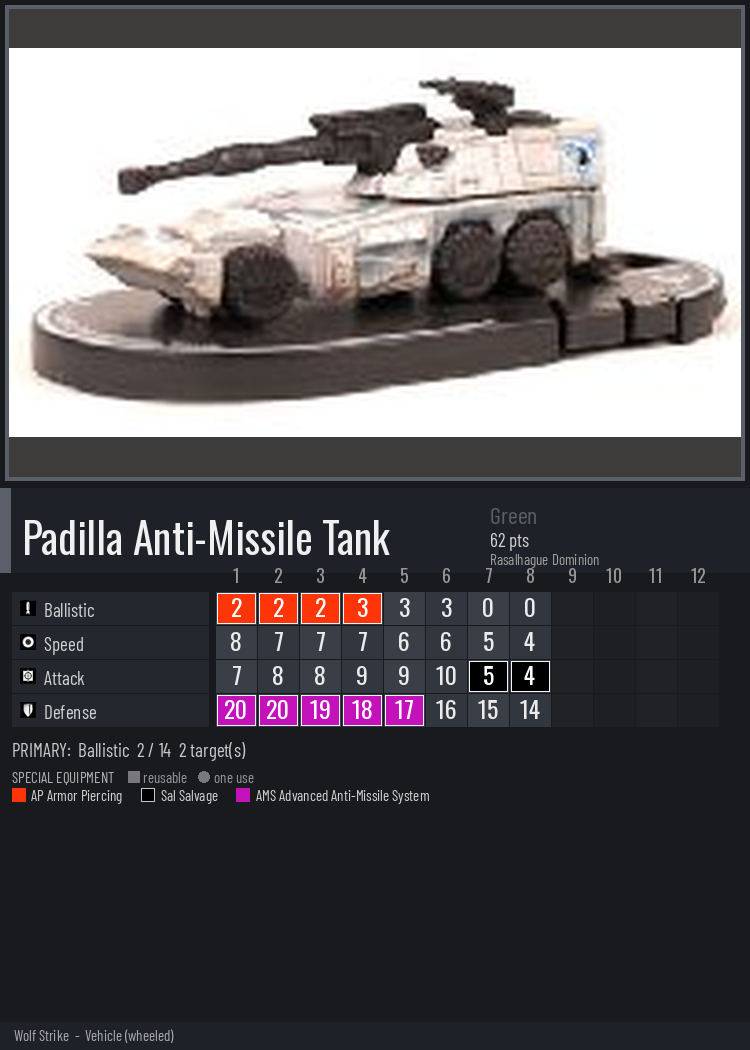 Padilla Anti-Missile Tank
Green
62 pts
Rasalhague Dominion
1 2 3 4 5 6 7 8 9 10 11 12
Ballistic 2 2 2 3 3 3 0 0
Speed 8 7 7 7 6 6 5 4
Attack 7 8 8 9 9 10 5 4
Defense 20 20 19 18 17 16 15 14
PRIMARY: Ballistic 2 / 14 2 target(s)
SPECIAL EQUIPMENT reusable one use
AP Armor Piercing Sal Salvage AMS Advanced Anti-Missile System
Wolf Strike - Vehicle (wheeled)